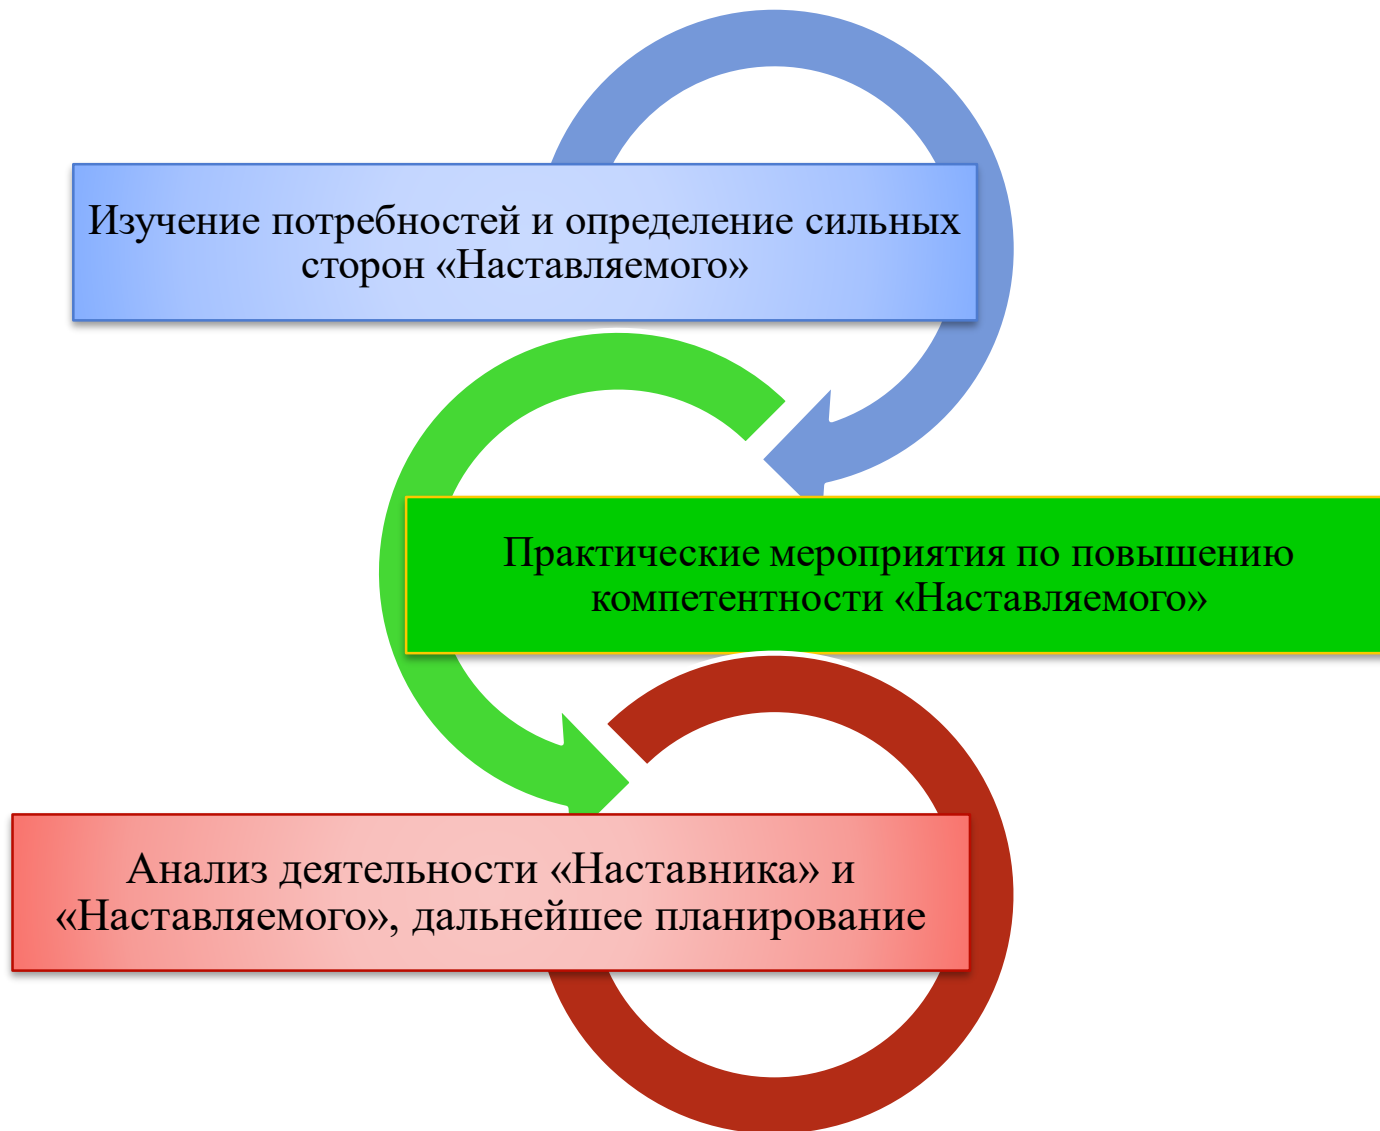 Изучение потребностей и определение сильных
сторон «Наставляемого»
Практические мероприятия по повышению
компетентности «Наставляемого»
Анализ деятельности «Наставника» и
«Наставляемого», дальнейшее планирование